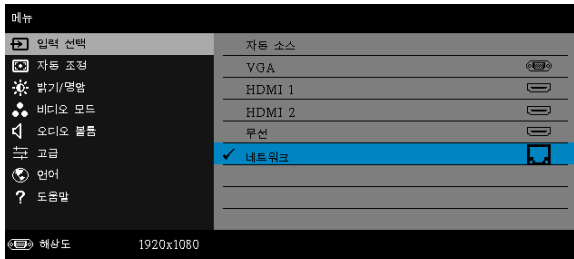 메뉴
입력 선택
자동 조정
밝기/명암
비디오 모드
오디오 볼륨
고급
언어
도움말
자동 소스
VGA
HDMI 1
HDMI 2
무선
✓ 네트워크
해상도 1920x1080